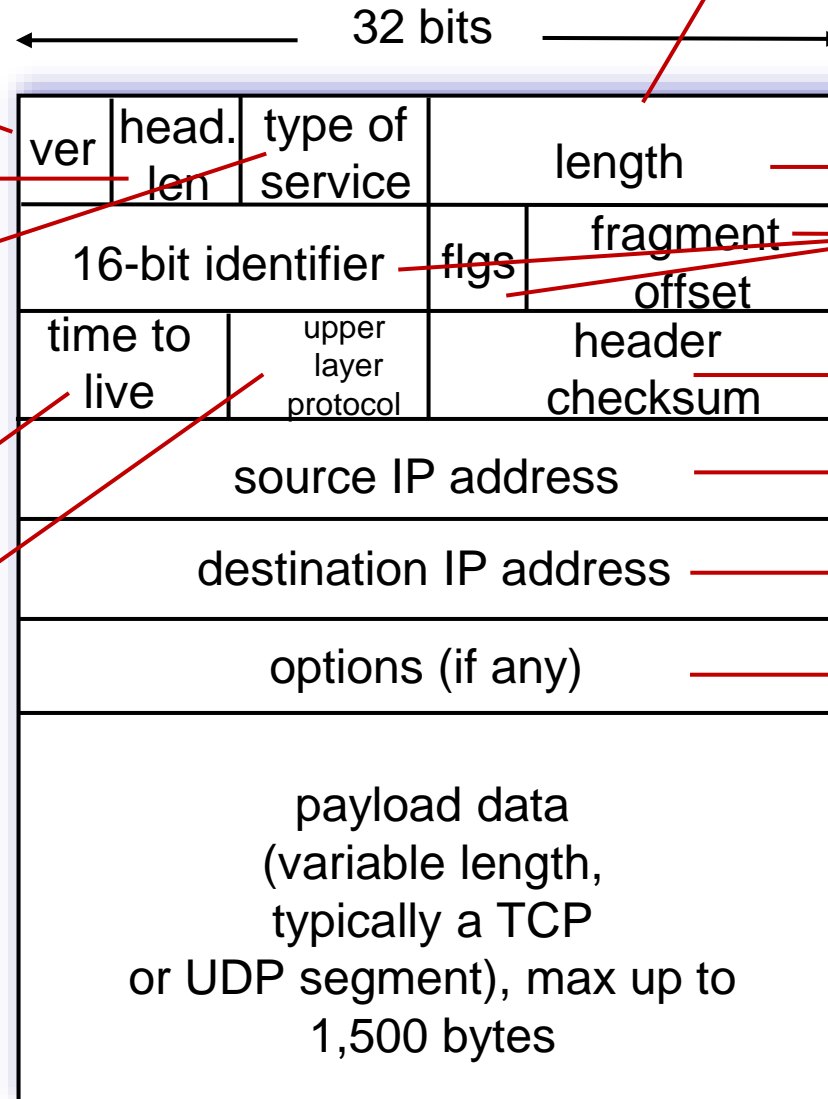 32 bits
ver
head.
len
type of
service
length
16-bit identifier
flgs
fragment
offset
time to
live
upper
layer
protocol
header
checksum
source IP address
destination IP address
options (if any)
payload data
(variable length,
typically a TCP
or UDP segment), max up to
1,500 bytes